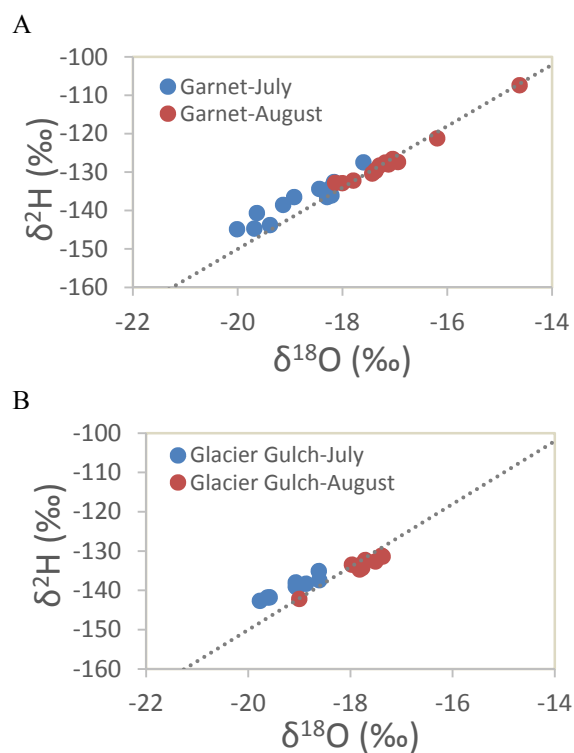 A
-100
-110
-120
-130
-140
-150
-160
-22
-20
-18
-16
-14
δ²H (‰)
δ¹⁸O (‰)
Garnet-July
Garnet-August
B
-100
-110
-120
-130
-140
-150
-160
-22
-20
-18
-16
-14
δ²H (‰)
δ¹⁸O (‰)
Glacier Gulch-July
Glacier Gulch-August